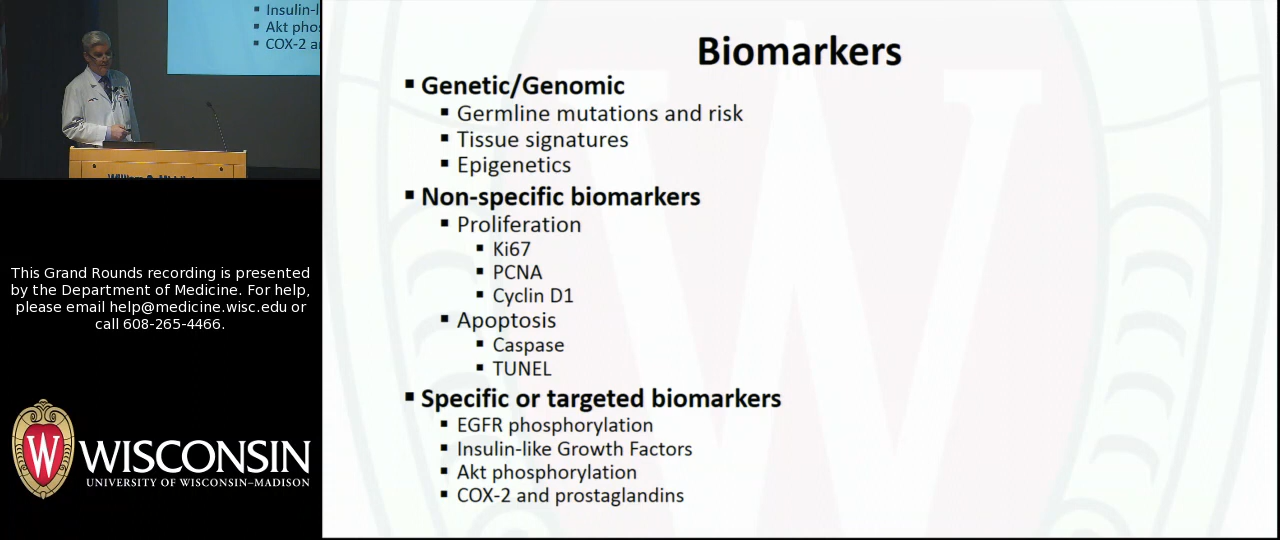 Insulin-l
Akt phos
COX-2 a
This Grand Rounds recording is presented
by the Department of Medicine. For help,
please email help@medicine.wisc.edu or
call 608-265-4466.
W
WISCONSIN
UNIVERSITY OF WISCONSIN–MADISON
Biomarkers
▪ Genetic/Genomic
▪ Germline mutations and risk
▪ Tissue signatures
▪ Epigenetics
▪ Non-specific biomarkers
▪ Proliferation
▪ Ki67
▪ PCNA
▪ Cyclin D1
▪ Apoptosis
▪ Caspase
▪ TUNEL
▪ Specific or targeted biomarkers
▪ EGFR phosphorylation
▪ Insulin-like Growth Factors
▪ Akt phosphorylation
▪ COX-2 and prostaglandins